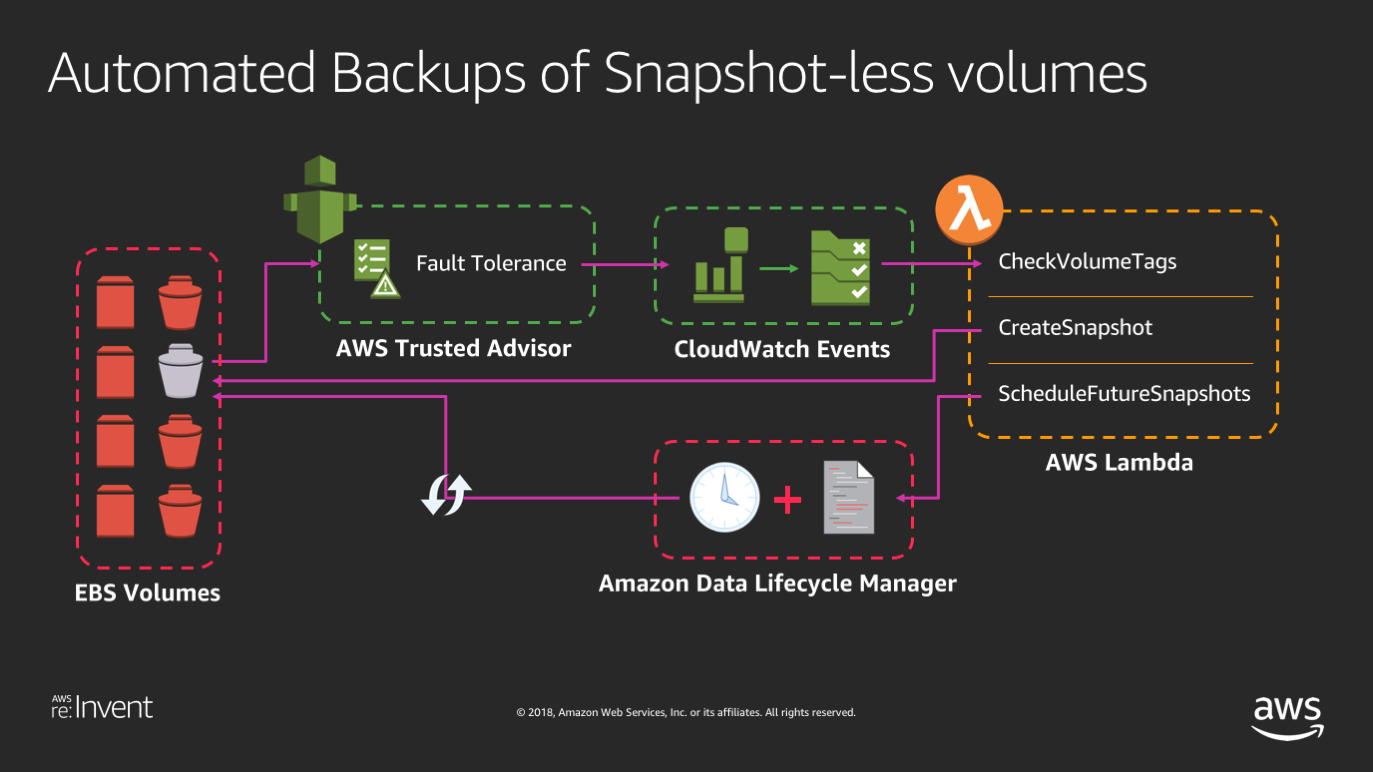 Automated Backups of Snapshot-less volumes
Fault Tolerance
AWS Trusted Advisor
CloudWatch Events
CheckVolumeTags
CreateSnapshot
ScheduleFutureSnapshots
AWS Lambda
EBS Volumes
Amazon Data Lifecycle Manager
AWS
re:Invent
© 2018, Amazon Web Services, Inc. or its affiliates. All rights reserved.
aws